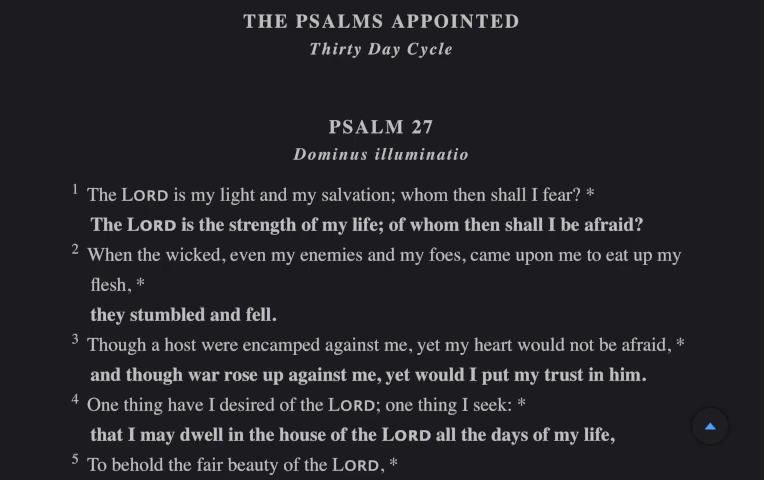 THE PSALMS APPOINTED
Thirty Day Cycle
PSALM 27
Dominus illuminatio
1 The LORD is my light and my salvation; whom then shall I fear? *
The LORD is the strength of my life; of whom then shall I be afraid?
2 When the wicked, even my enemies and my foes, came upon me to eat up my
flesh, *
they stumbled and fell.
3 Though a host were encamped against me, yet my heart would not be afraid, *
and though war rose up against me, yet would I put my trust in him.
4 One thing have I desired of the LORD; one thing I seek: *
that I may dwell in the house of the LORD all the days of my life,
5 To behold the fair beauty of the LORD, *